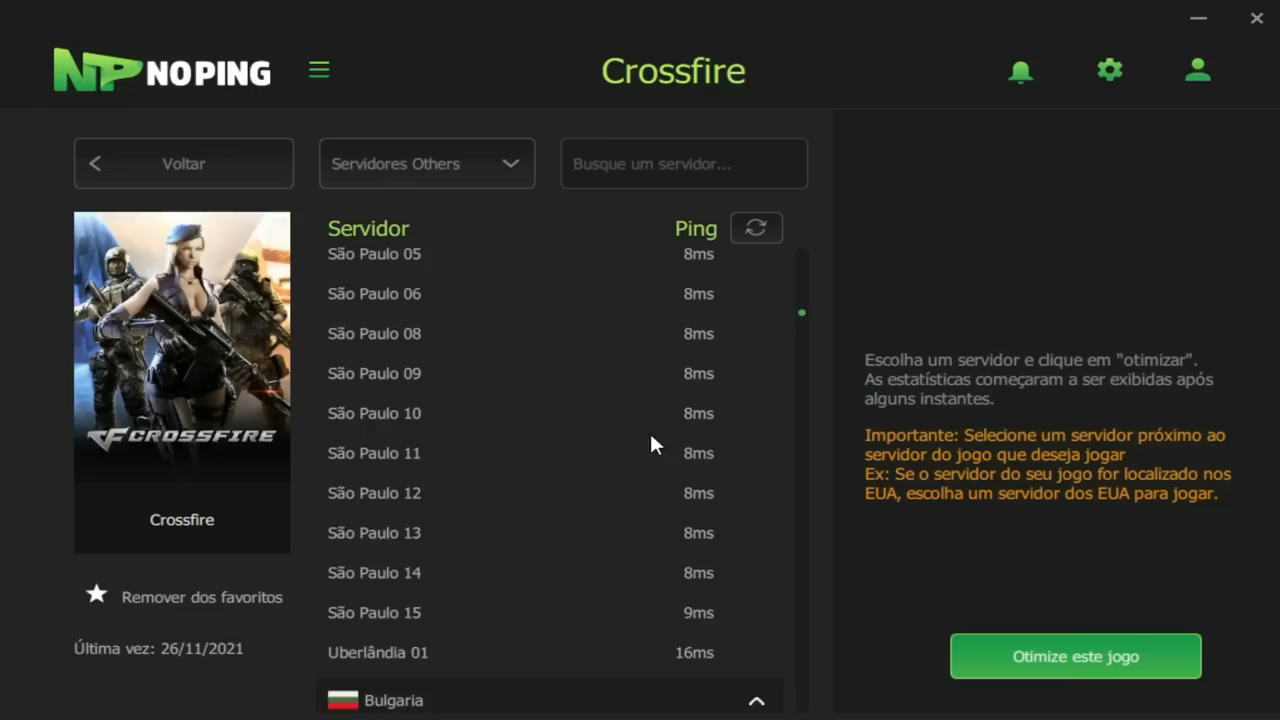 NP NOPING
Crossfire
Voltar
Servidores Others
Busque um servidor...
Servidor
Ping
São Paulo 05 8ms
São Paulo 06 8ms
São Paulo 08 8ms
São Paulo 09 8ms
São Paulo 10 8ms
São Paulo 11 8ms
São Paulo 12 8ms
São Paulo 13 8ms
São Paulo 14 8ms
São Paulo 15 9ms
Uberlândia 01 16ms
Bulgaria
CF CROSSFIRE
Crossfire
Remover dos favoritos
Última vez: 26/11/2021
Escolha um servidor e clique em "otimizar".
As estatísticas começaram a ser exibidas após
alguns instantes.
Importante: Selecione um servidor próximo ao
servidor do jogo que deseja jogar
Ex: Se o servidor do seu jogo for localizado nos
EUA, escolha um servidor dos EUA para jogar.
Otimize este jogo